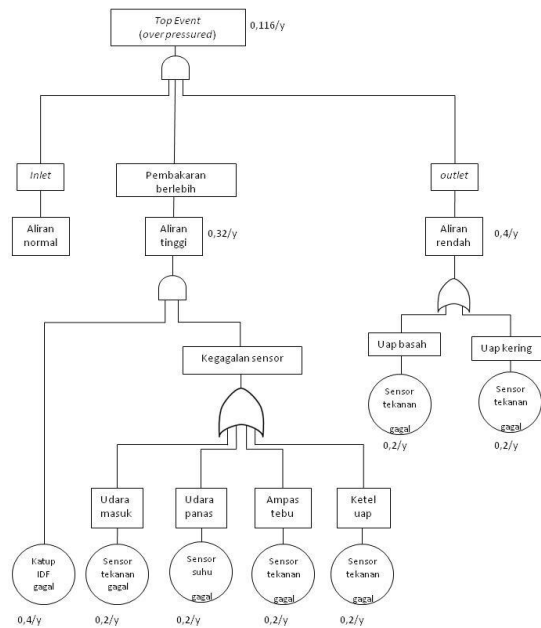 Top Event
(over pressured)
0,116/y
Inlet
Pembakaran
berlebih
outlet
Aliran
normal
Aliran
tinggi
0,32/y
Aliran
rendah
0,4/y
Kegagalan sensor
Uap basah
Uap kering
Sensor
tekanan
gagal
0,2/y
Sensor
tekanan
gagal
0,2/y
Udara
masuk
Udara
panas
Ampas
tebu
Ketel
uap
Katup
IDF
gagal
0,4/y
Sensor
tekanan
gagal
0,2/y
Sensor
suhu
gagal
0,2/y
Sensor
tekanan
gagal
0,2/y
Sensor
tekanan
gagal
0,2/y